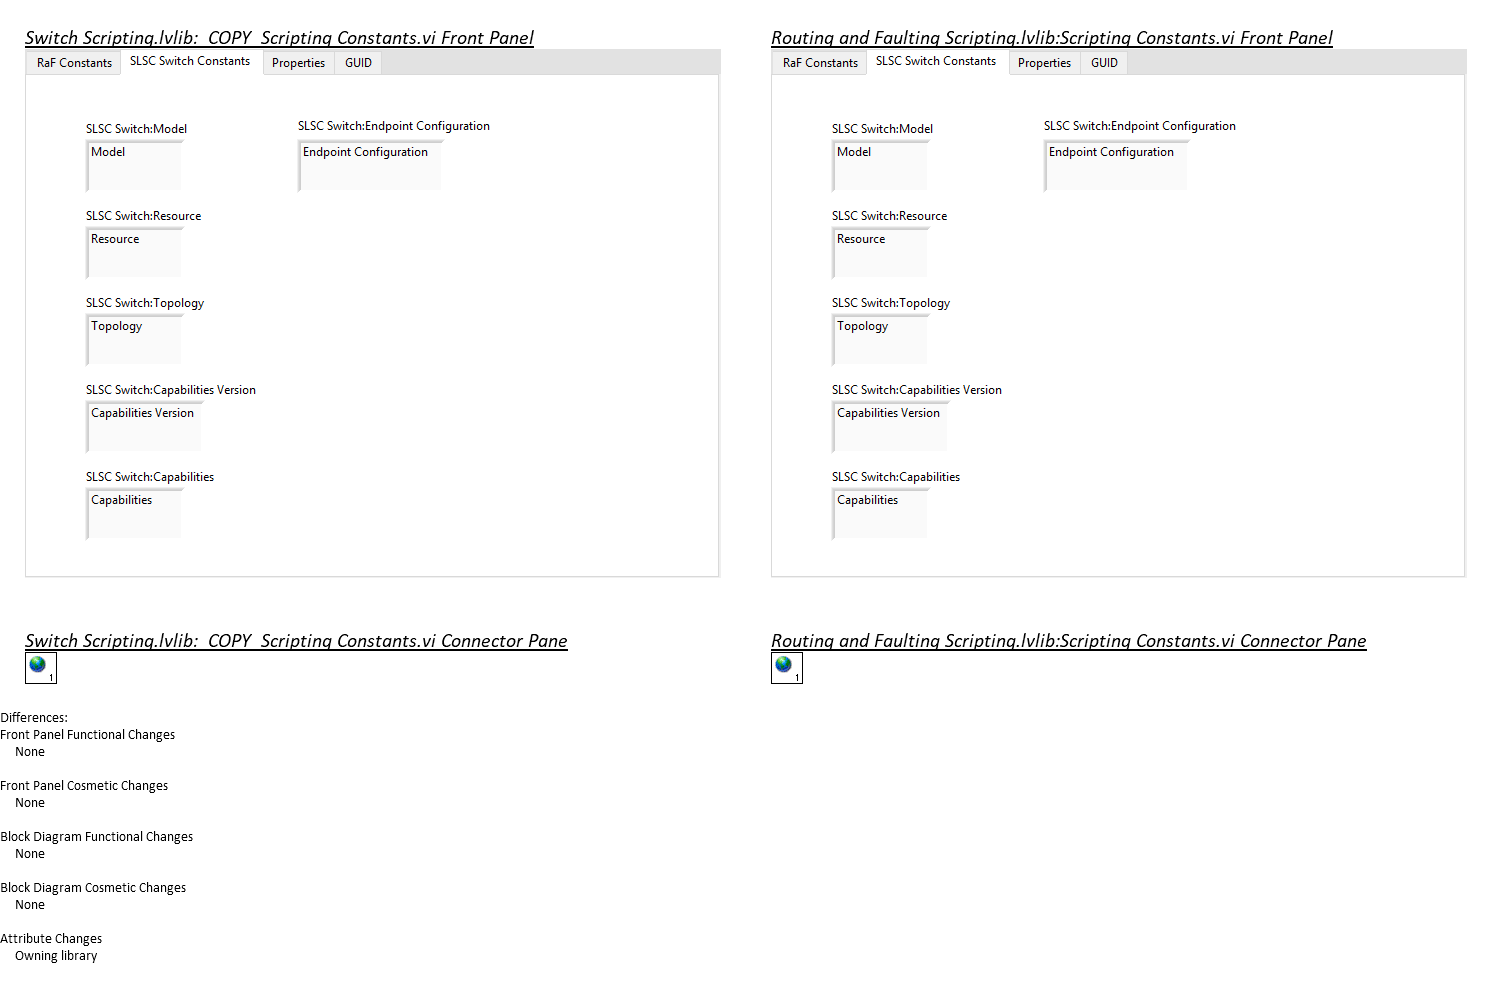 Switch Scripting.lvlib:_COPY_Scripting Constants.vi Front Panel
RaF Constants SLSC Switch Constants Properties GUID
SLSC Switch:Model
Model
SLSC Switch:Endpoint Configuration
Endpoint Configuration
SLSC Switch:Resource
Resource
SLSC Switch:Topology
Topology
SLSC Switch:Capabilities Version
Capabilities Version
SLSC Switch:Capabilities
Capabilities
Routing and Faulting Scripting.lvlib:Scripting Constants.vi Front Panel
RaF Constants SLSC Switch Constants Properties GUID
SLSC Switch:Model
Model
SLSC Switch:Endpoint Configuration
Endpoint Configuration
SLSC Switch:Resource
Resource
SLSC Switch:Topology
Topology
SLSC Switch:Capabilities Version
Capabilities Version
SLSC Switch:Capabilities
Capabilities
Switch Scripting.lvlib:_COPY_Scripting Constants.vi Connector Pane
1
Routing and Faulting Scripting.lvlib:Scripting Constants.vi Connector Pane
1
Differences:
Front Panel Functional Changes
None
Front Panel Cosmetic Changes
None
Block Diagram Functional Changes
None
Block Diagram Cosmetic Changes
None
Attribute Changes
Owning library